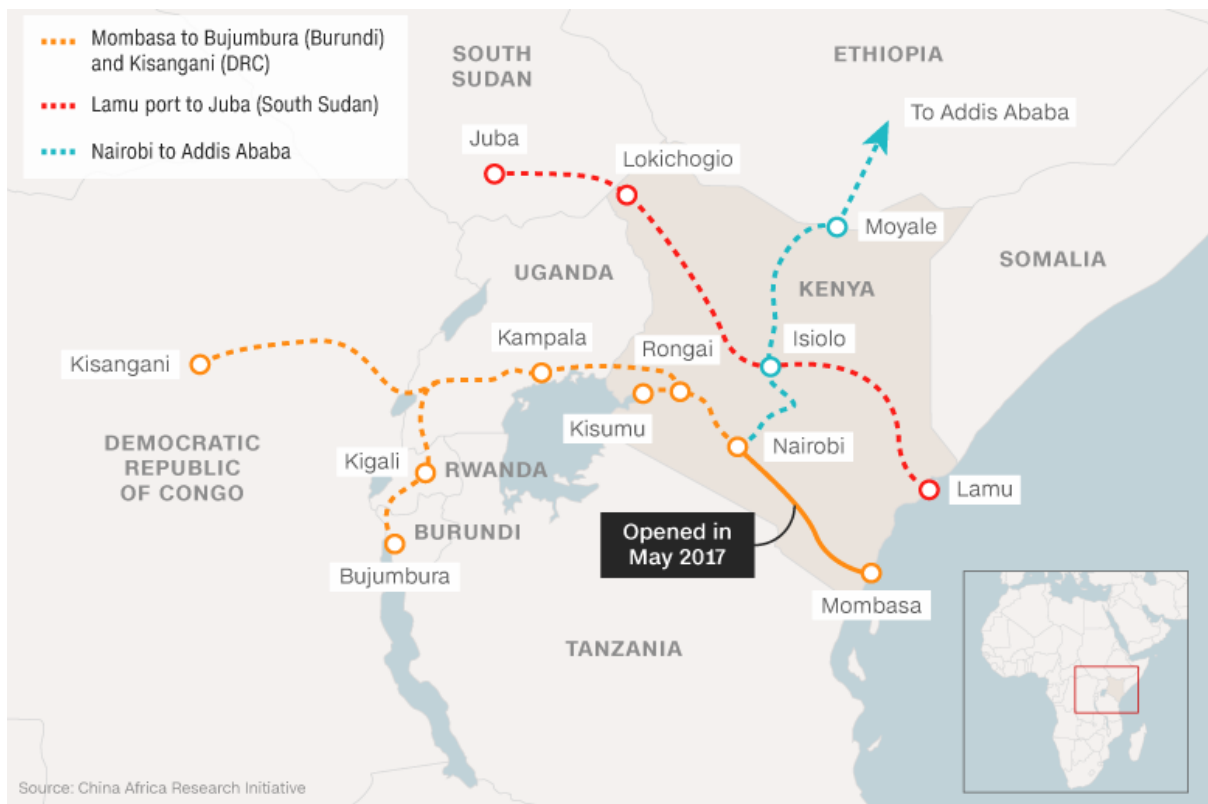 Mombasa to Bujumbura (Burundi)
and Kisangani (DRC)
Lamu port to Juba (South Sudan)
Nairobi to Addis Ababa
SOUTH
SUDAN
ETHIOPIA
To Addis Ababa
Juba
Lokichogio
Moyale
SOMALIA
UGANDA
KENYA
Kampala
Rongai
Isiolo
Kisangani
Kisumu
Nairobi
DEMOCRATIC
REPUBLIC
OF CONGO
Kigali
RWANDA
Lamu
BURUNDI
Opened in
May 2017
Bujumbura
Mombasa
TANZANIA
Source: China Africa Research Initiative